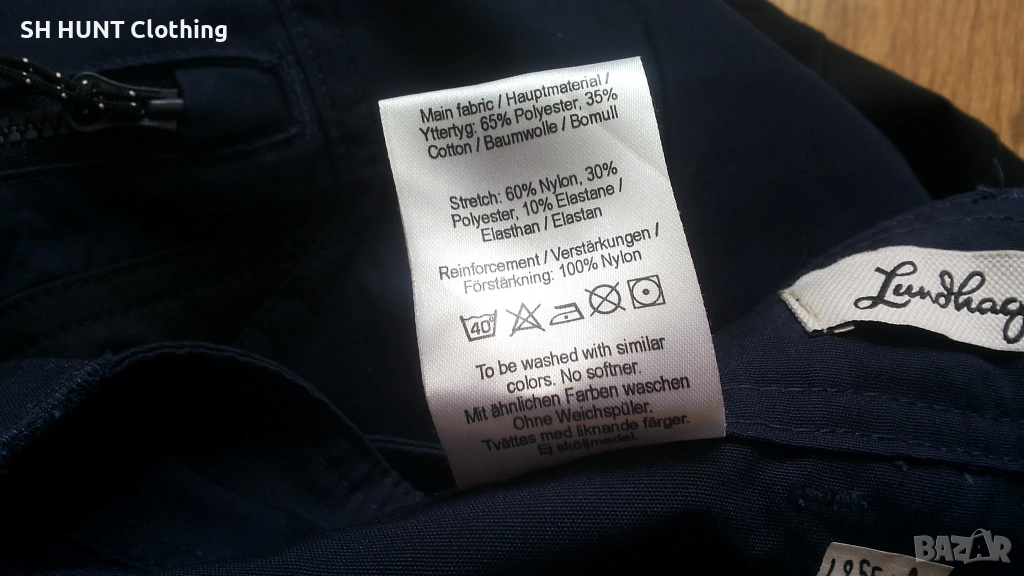 SH HUNT Clothing
Main fabric / Hauptmaterial /
Yttertyg: 65% Polyester, 35%
Cotton / Baumwolle / Bomull
Stretch: 60% Nylon, 30%
Polyester, 10% Elastane /
Elasthan / Elastan
Reinforcement / Verstärkungen /
Förstärkning: 100% Nylon
40
To be washed with similar
colors. No softner.
Mit ähnlichen Farben waschen
Ohne Weichspüler.
Tvättas med liknande färger.
Ej sköljmedel.
Lundhag
BAZAR